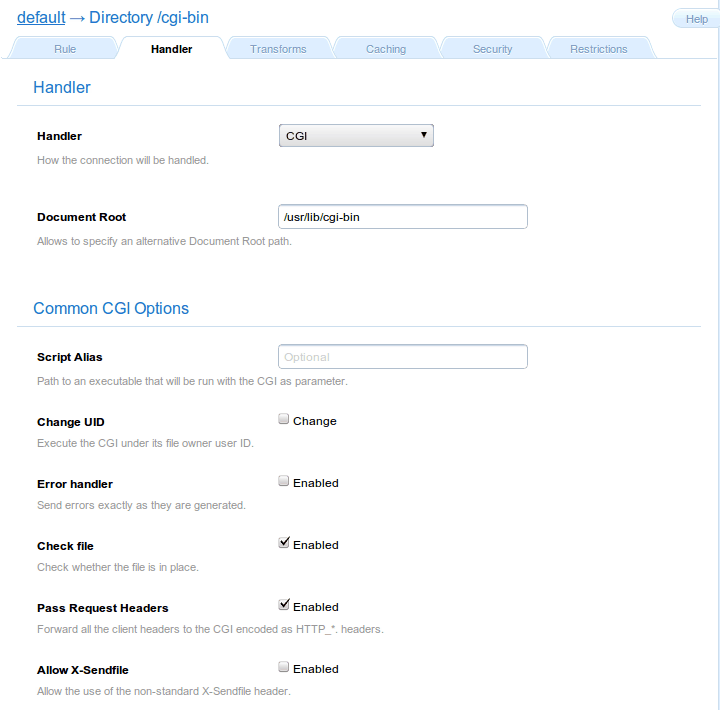 default → Directory /cgi-bin
Help
Rule
Handler
Transforms
Caching
Security
Restrictions
Handler
Handler
CGI
How the connection will be handled.
Document Root
/usr/lib/cgi-bin
Allows to specify an alternative Document Root path.
Common CGI Options
Script Alias
Optional
Path to an executable that will be run with the CGI as parameter.
Change UID
Change
Execute the CGI under its file owner user ID.
Error handler
Enabled
Send errors exactly as they are generated.
Check file
Enabled
Check whether the file is in place.
Pass Request Headers
Enabled
Forward all the client headers to the CGI encoded as HTTP_*. headers.
Allow X-Sendfile
Enabled
Allow the use of the non-standard X-Sendfile header.